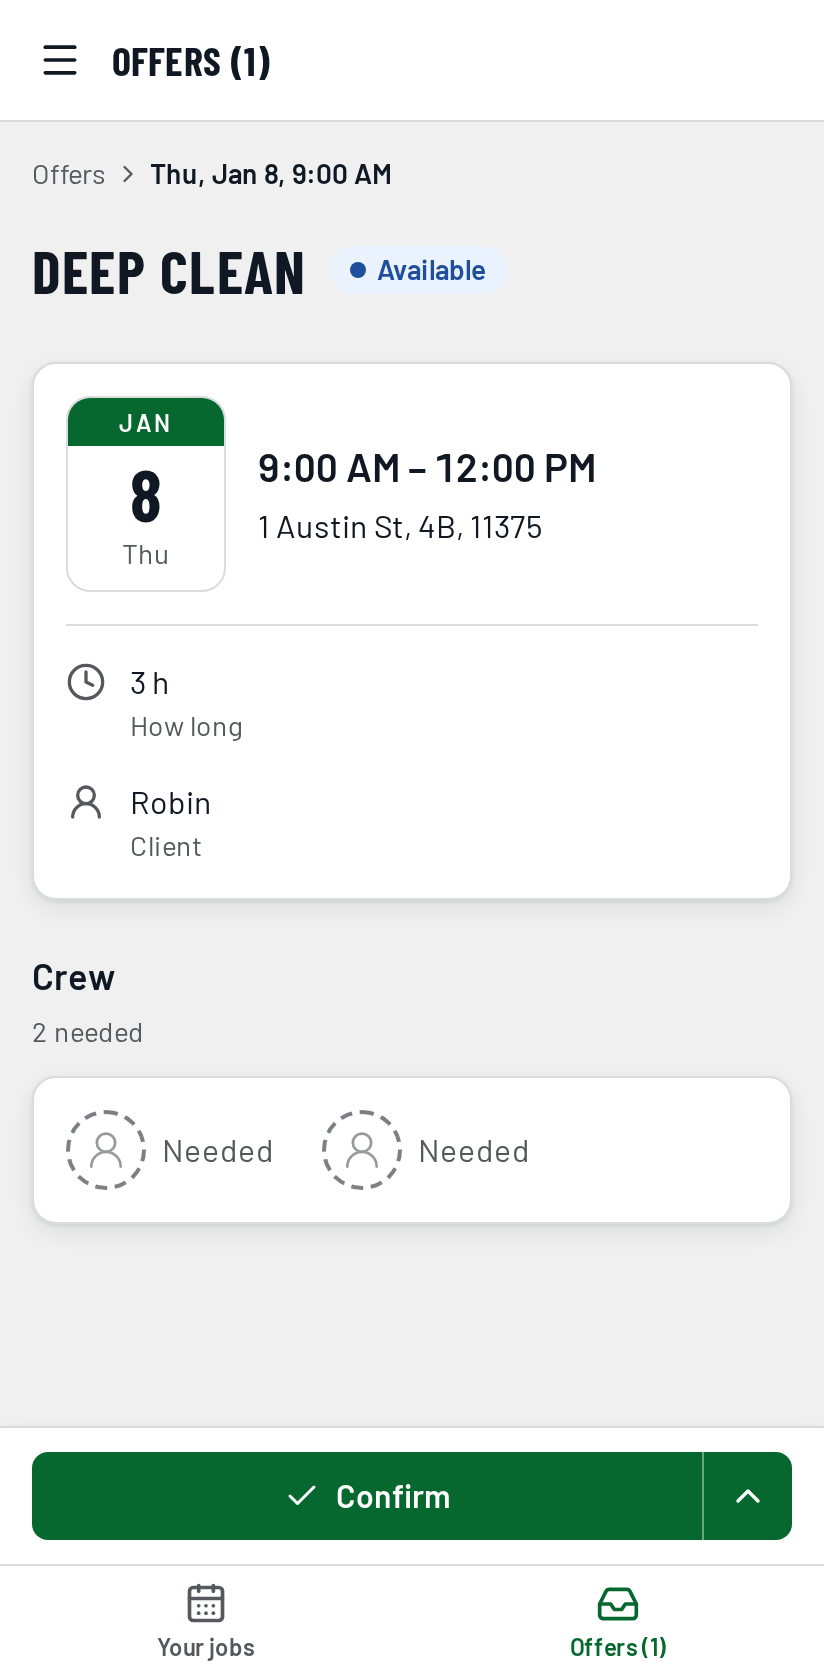 OFFERS (1)
Offers > Thu, Jan 8, 9:00 AM
DEEP CLEAN
Available
JAN
8
Thu
9:00 AM – 12:00 PM
1 Austin St, 4B, 11375
3 h
How long
Robin
Client
Crew
2 needed
Needed
Needed
Confirm
Your jobs
Offers (1)